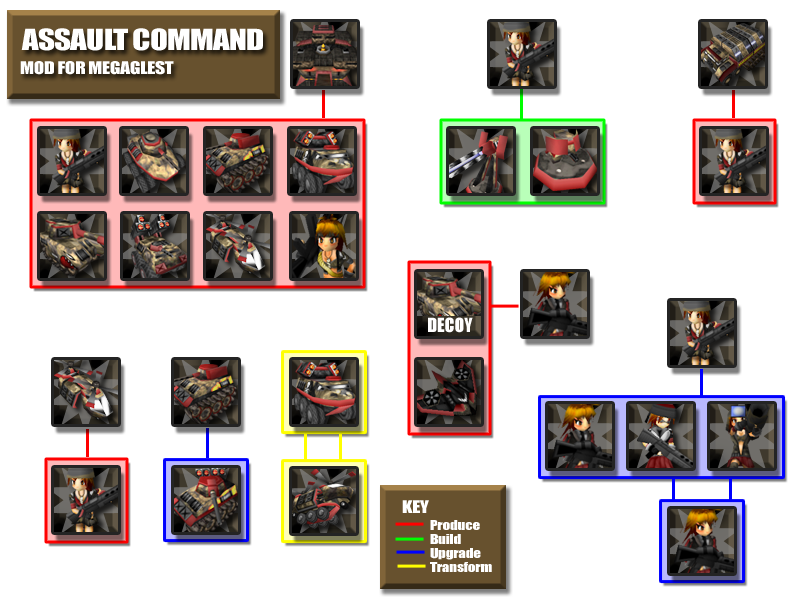 ASSAULT COMMAND
MOD FOR MEGAGLEST
DECOY
KEY
Produce
Build
Upgrade
Transform